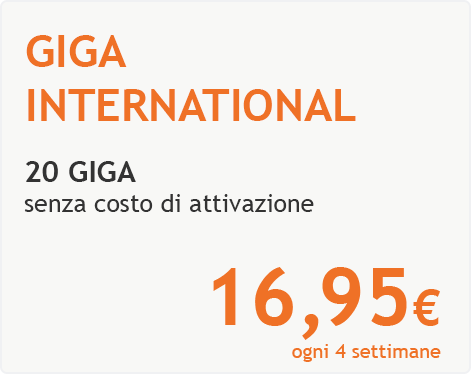 GIGA
INTERNATIONAL
20 GIGA
senza costo di attivazione
16,95€
ogni 4 settimane